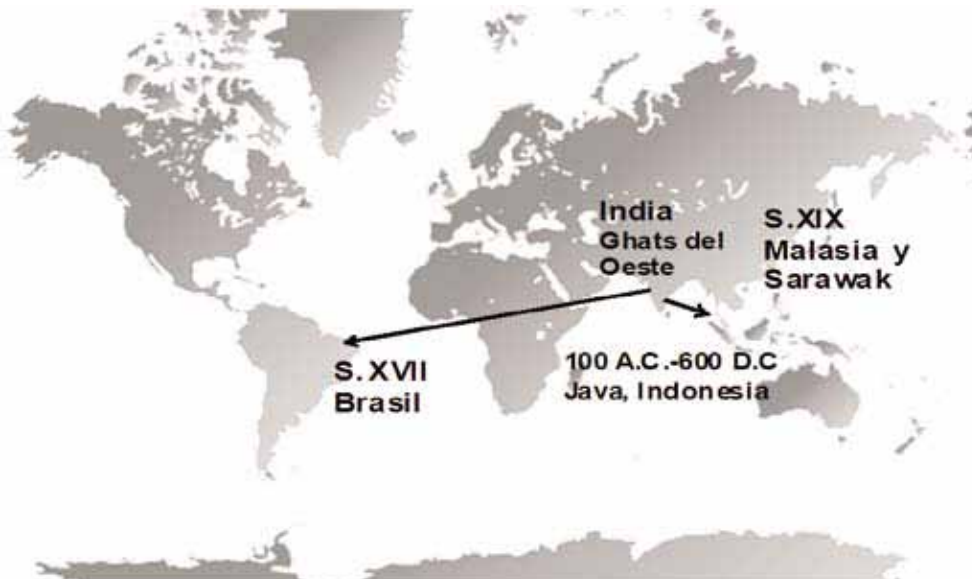 India
Ghats del
Oeste
S.XIX
Malasia y
Sarawak
S.XVII
Brasil
100 A.C.-600 D.C
Java, Indonesia